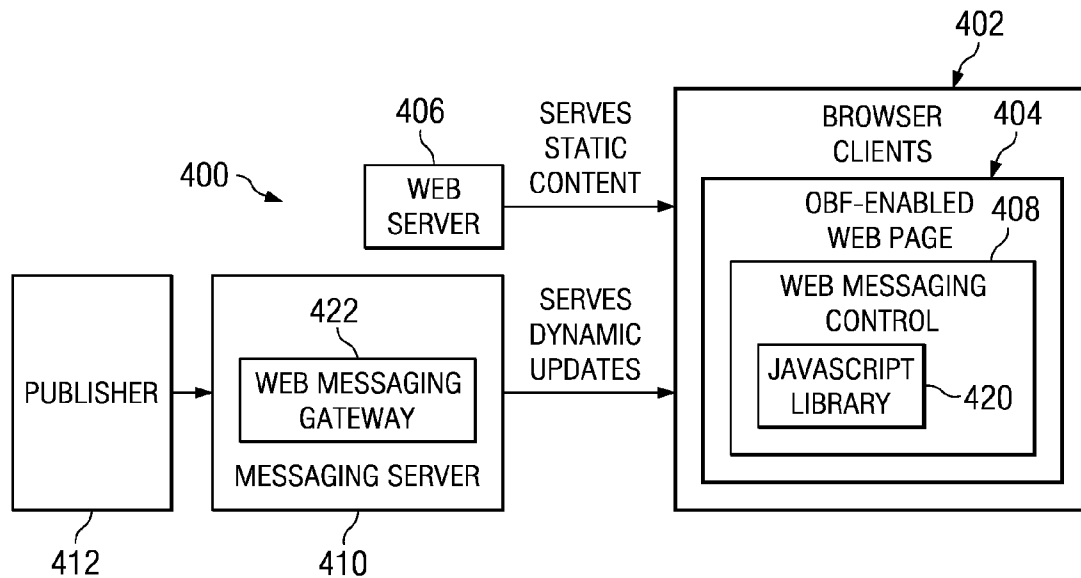 402
406
SERVES
STATIC
CONTENT
BROWSER
CLIENTS
404
400
WEB
SERVER
OBF-ENABLED
WEB PAGE
408
WEB MESSAGING
CONTROL
JAVASCRIPT
LIBRARY
420
SERVES
DYNAMIC
UPDATES
422
PUBLISHER
WEB MESSAGING
GATEWAY
MESSAGING SERVER
412
410